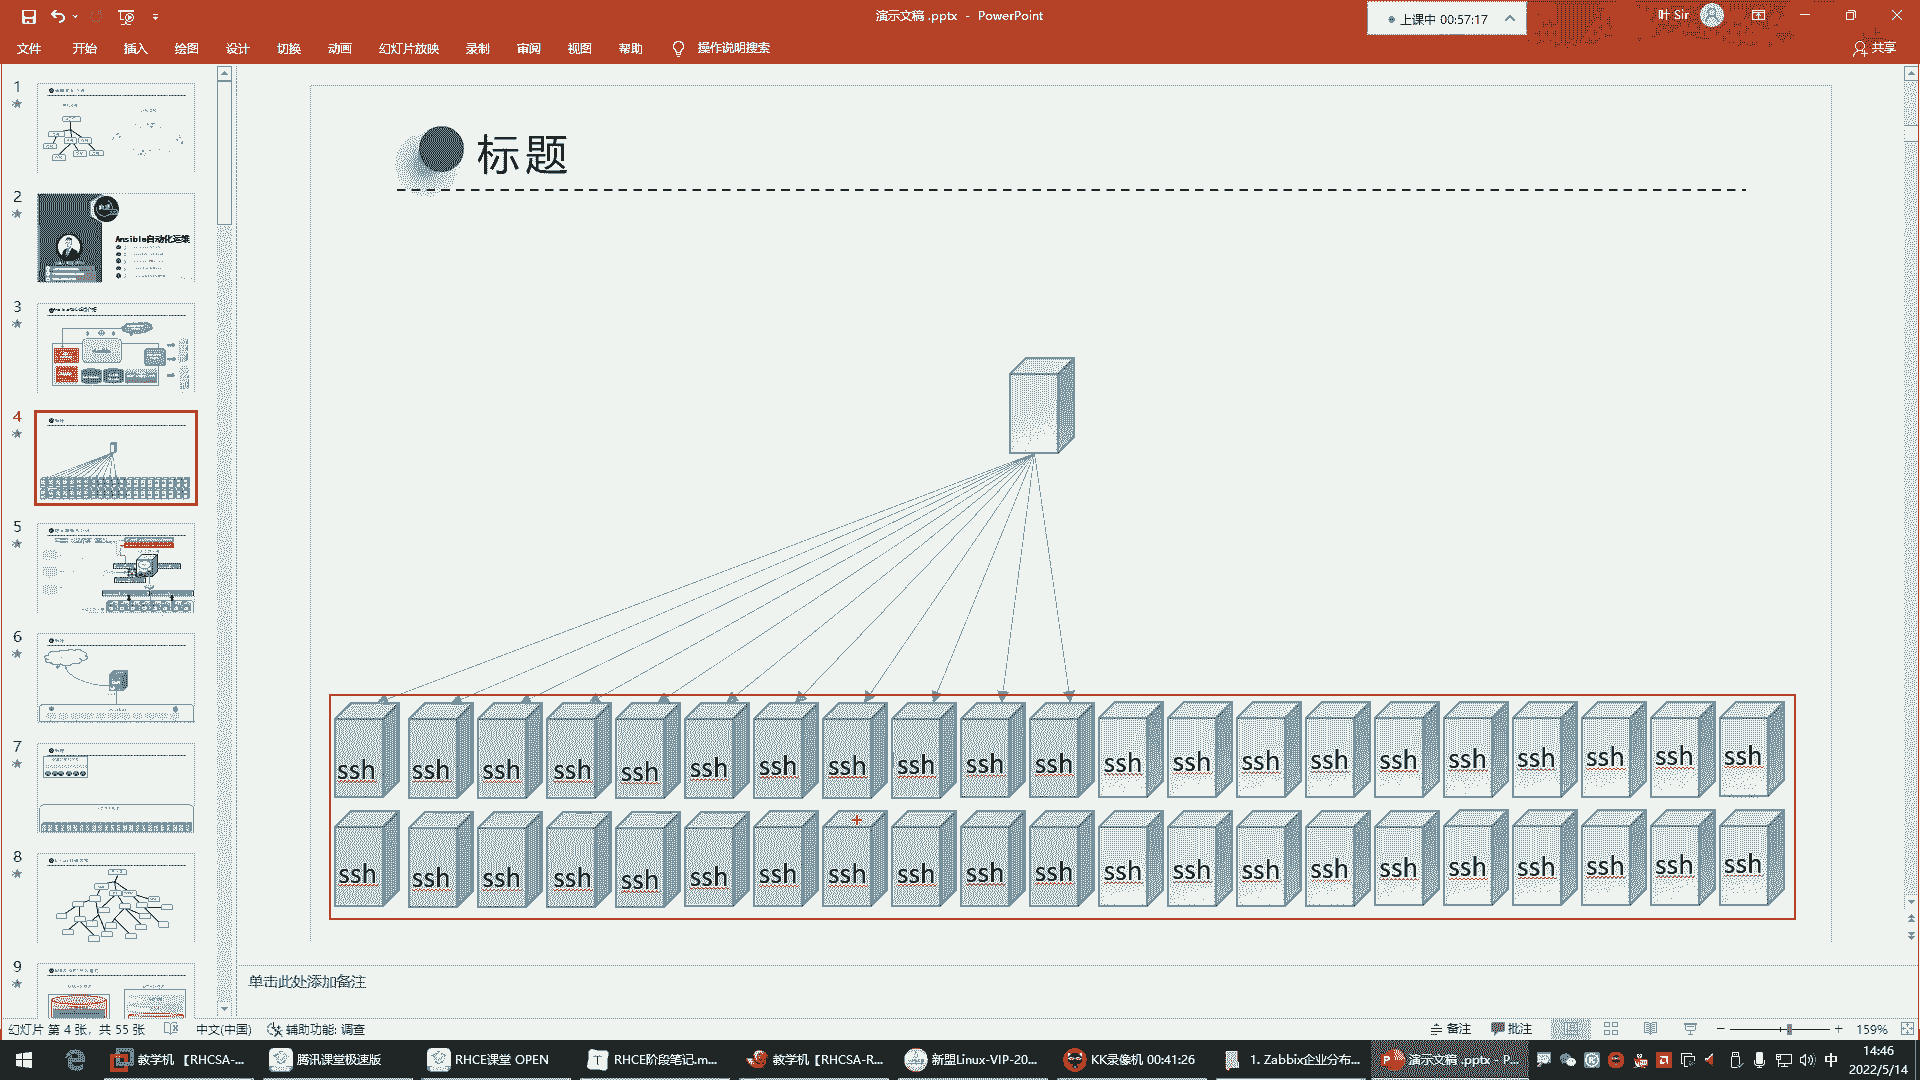 演示文稿 .pptx - PowerPoint
上课中 00:57:17
叶 Sir
文件 开始 插入 绘图 设计 切换 动画 幻灯片放映 录制 审阅 视图 帮助 操作说明搜索
共享
1
2
Ansible自动化运维
3
4
5
6
7
8
9
标题
ssh ssh ssh ssh ssh ssh ssh ssh ssh ssh ssh ssh ssh ssh ssh ssh ssh ssh ssh ssh ssh
ssh ssh ssh ssh ssh ssh ssh ssh ssh ssh ssh ssh ssh ssh ssh ssh ssh ssh ssh ssh ssh
单击此处添加备注
幻灯片 第 4 张，共 55 张 中文(中国) 辅助功能: 调查
备注 批注 159%
教学机 【RHCSA-... 腾讯课堂极速版 RHCE课堂 OPEN RHCE阶段笔记.m... 教学机【RHCSA-R... 新盟Linux-VIP-20... KK录像机 00:41:26 1. Zabbix企业分布... 演示文稿 .pptx - P...
中
14:46
2022/5/14